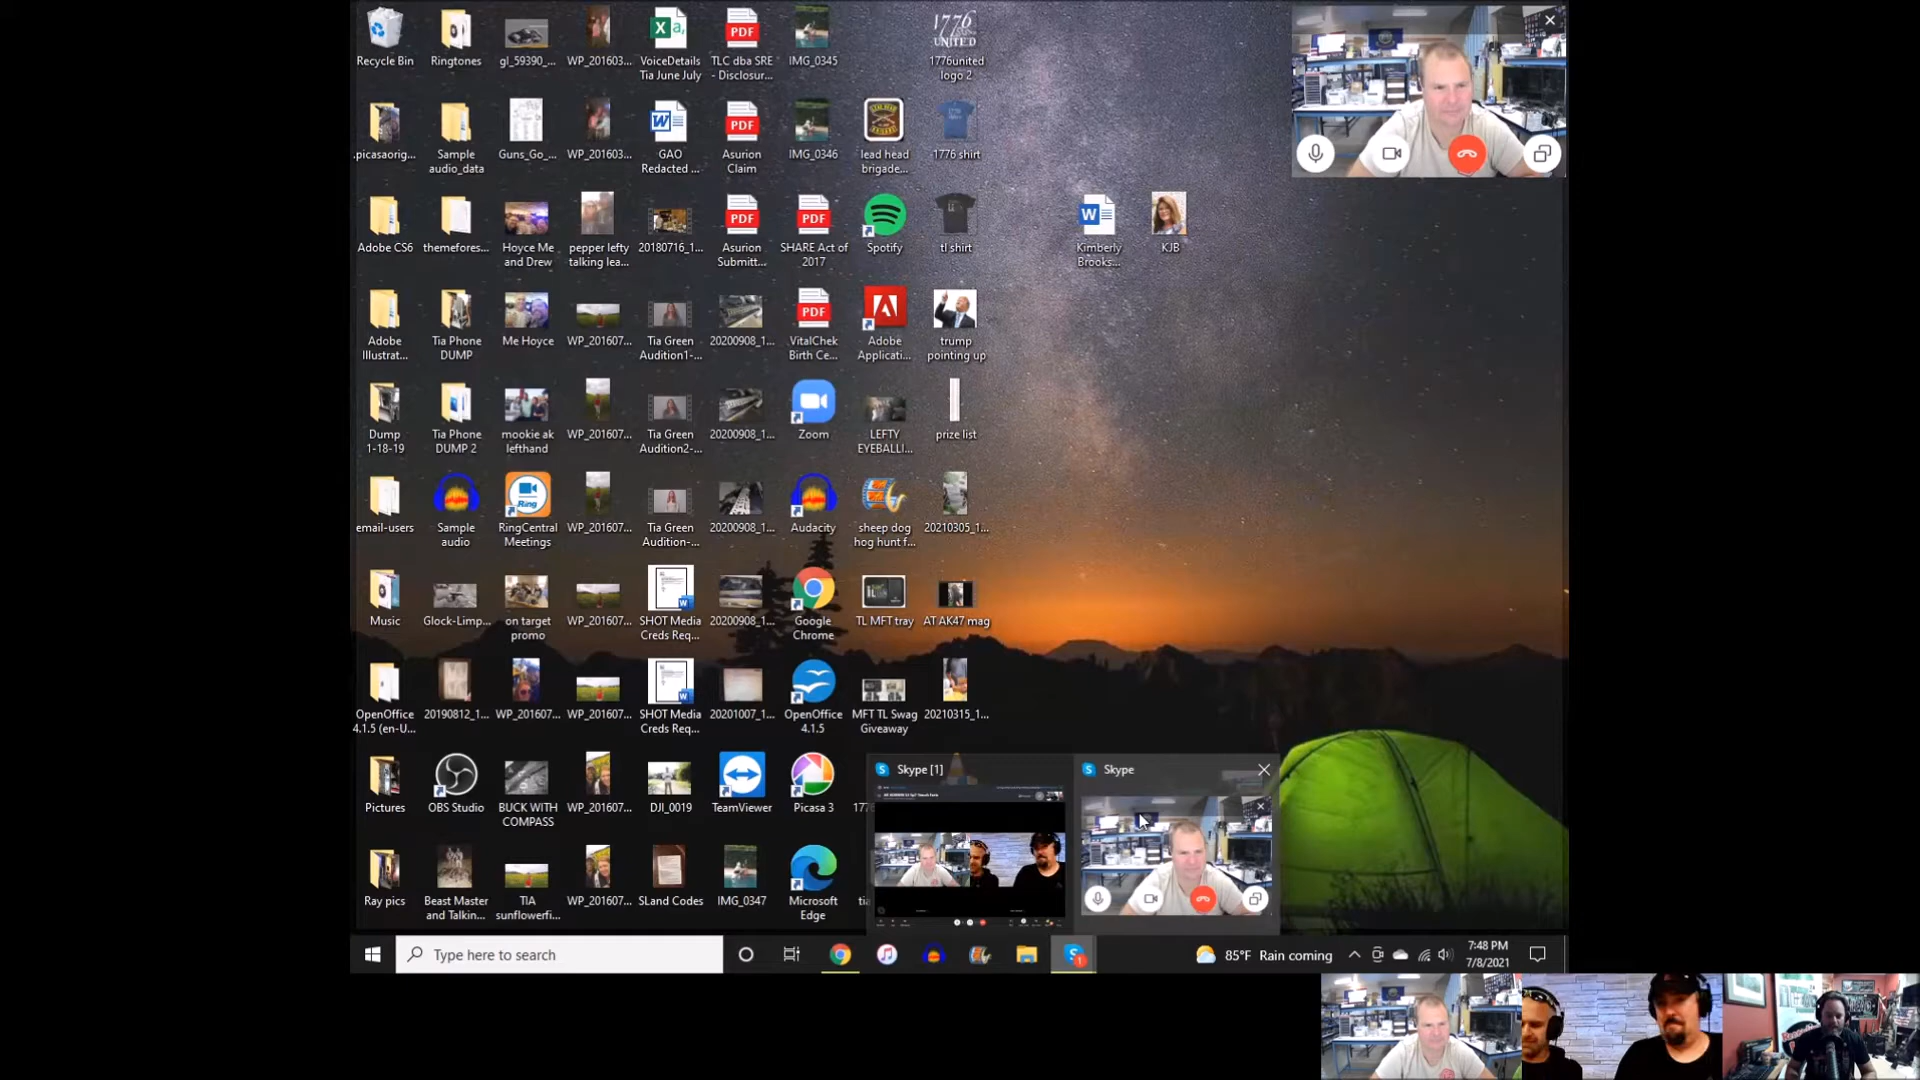 Recycle Bin
Ringtones
gl_59390_...
WP_201603...
VoiceDetails
Tia June July
PDF
TLC dba SRE
- Disclosur...
IMG_0345
1776
UNITED
1776united
logo 2
.picasaorig...
Sample
audio_data
Guns_Go_...
WP_201603...
GAO
Redacted ...
PDF
Asurion
Claim
IMG_0346
lead head
brigade...
1776 shirt
Adobe CS6
themefores...
Hoyce Me
and Drew
pepper lefty
talking lea...
20180716_1...
PDF
Asurion
Submitt...
PDF
SHARE Act of
2017
Spotify
tl shirt
Kimberly
Brooks...
KJB
Adobe
Illustrat...
Tia Phone
DUMP
Me Hoyce
WP_201607...
Tia Green
Audition1-...
20200908_1...
PDF
VitalChek
Birth Ce...
Adobe
Applicati...
trump
pointing up
Dump
1-18-19
Tia Phone
DUMP 2
mookie ak
lefthand
WP_201607...
Tia Green
Audition2-...
20200908_1...
Zoom
LEFTY
EYEBALLI...
prize list
email-users
Sample
audio
Ring
RingCentral
Meetings
WP_201607...
Tia Green
Audition-...
20200908_1...
Audacity
sheep dog
hog hunt f...
20210305_1...
Music
Glock-Limp...
on target
promo
WP_201607...
SHOT Media
Creds Req...
20200908_1...
Google
Chrome
TL MFT tray
AT AK47 mag
OpenOffice
4.1.5 (en-U...
20190812_1...
WP_201607...
WP_201607...
SHOT Media
Creds Req...
20201007_1...
OpenOffice
4.1.5
MFT TL Swag
Giveaway
20210315_1...
Pictures
OBS Studio
BUCK WITH
COMPASS
WP_201607...
DJI_0019
TeamViewer
Picasa 3
Skype [1]
Skype
Ray pics
Beast Master
and Talkin...
TIA
sunflowerfi...
WP_201607...
SLand Codes
IMG_0347
Microsoft
Edge
Type here to search
85°F Rain coming
7:48 PM
7/8/2021